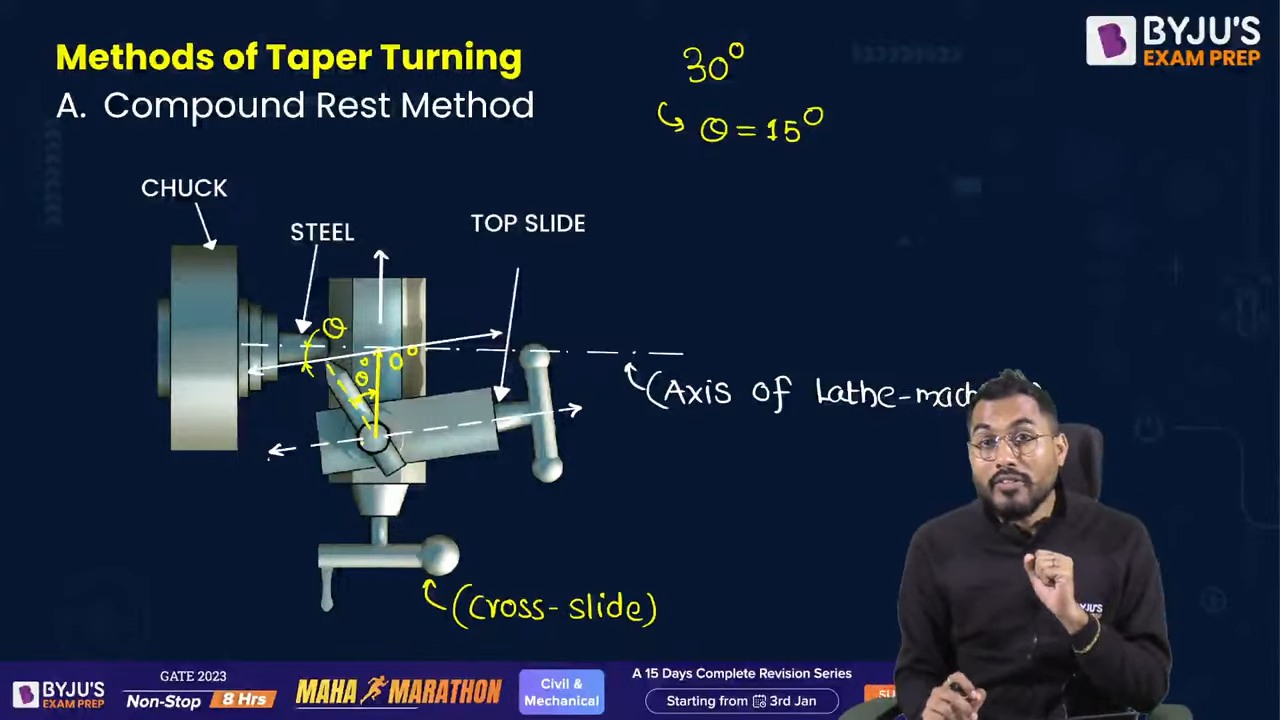 Methods of Taper Turning
A. Compound Rest Method
30°
θ = 15°
BYJU'S
EXAM PREP
CHUCK
STEEL
TOP SLIDE
θ
θ° 0°
(Axis of Lathe-mach
(Cross-slide)
BYJU'S
EXAM PREP
GATE 2023
Non-Stop 8 Hrs
MAHA MARATHON
Civil &
Mechanical
A 15 Days Complete Revision Series
Starting from 3rd Jan